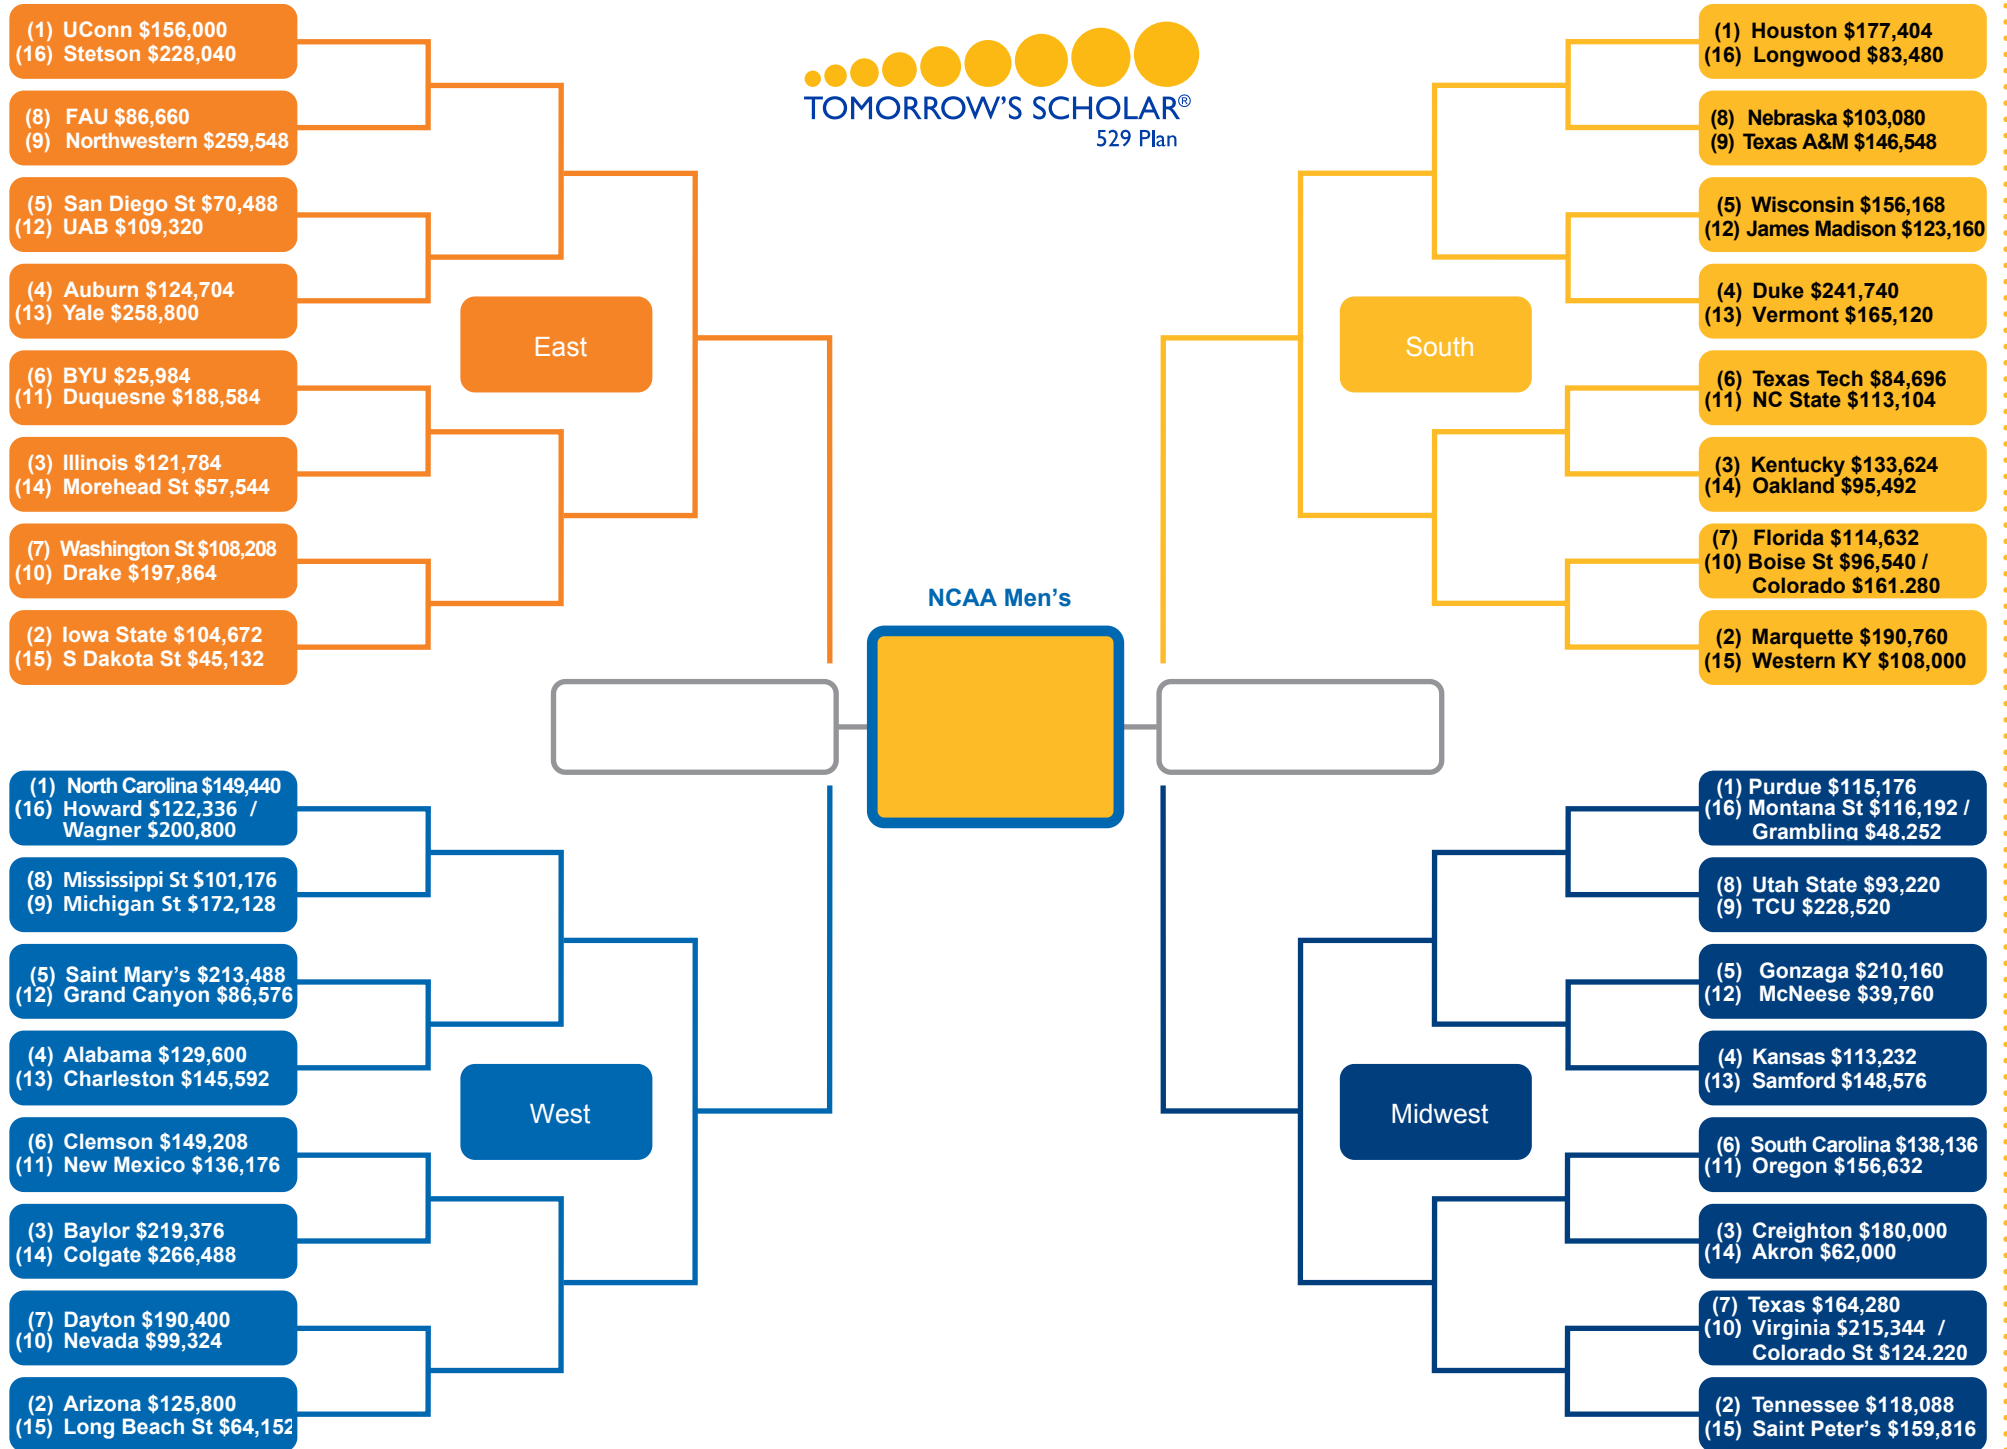 (1) UConn $156,000
(16) Stetson $228,040
(8) FAU $86,660
(9) Northwestern $259,548
(5) San Diego St $70,488
(12) UAB $109,320
(4) Auburn $124,704
(13) Yale $258,800
(6) BYU $25,984
(11) Duquesne $188,584
(3) Illinois $121,784
(14) Morehead St $57,544
(7) Washington St $108,208
(10) Drake $197,864
(2) Iowa State $104,672
(15) S Dakota St $45,132
East
TOMORROW'S SCHOLAR®
529 Plan
(1) Houston $177,404
(16) Longwood $83,480
(8) Nebraska $103,080
(9) Texas A&M $146,548
(5) Wisconsin $156,168
(12) James Madison $123,160
(4) Duke $241,740
(13) Vermont $165,120
(6) Texas Tech $84,696
(11) NC State $113,104
(3) Kentucky $133,624
(14) Oakland $95,492
(7) Florida $114,632
(10) Boise St $96,540 /
Colorado $161.280
(2) Marquette $190,760
(15) Western KY $108,000
South
NCAA Men's
(1) North Carolina $149,440
(16) Howard $122,336 /
Wagner $200,800
(8) Mississippi St $101,176
(9) Michigan St $172,128
(5) Saint Mary's $213,488
(12) Grand Canyon $86,576
(4) Alabama $129,600
(13) Charleston $145,592
(6) Clemson $149,208
(11) New Mexico $136,176
(3) Baylor $219,376
(14) Colgate $266,488
(7) Dayton $190,400
(10) Nevada $99,324
(2) Arizona $125,800
(15) Long Beach St $64,152
West
(1) Purdue $115,176
(16) Montana St $116,192 /
Grambling $48,252
(8) Utah State $93,220
(9) TCU $228,520
(5) Gonzaga $210,160
(12) McNeese $39,760
(4) Kansas $113,232
(13) Samford $148,576
(6) South Carolina $138,136
(11) Oregon $156,632
(3) Creighton $180,000
(14) Akron $62,000
(7) Texas $164,280
(10) Virginia $215,344 /
Colorado St $124.220
(2) Tennessee $118,088
(15) Saint Peter's $159,816
Midwest